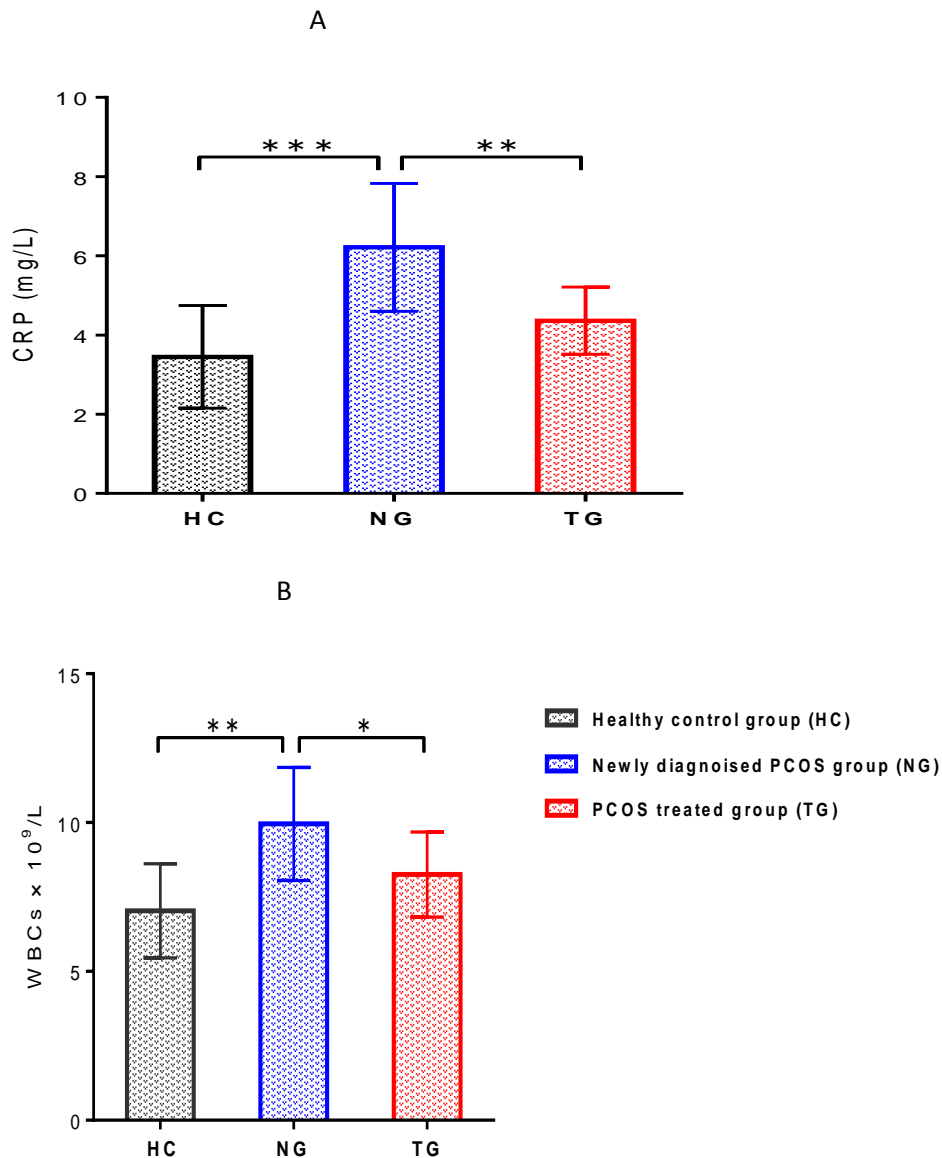 A
10
8
6
4
2
0
CRP (mg/L)
***
**
HC NG TG
B
15
10
5
0
WBCs × 10⁹/L
**
*
HC NG TG
Healthy control group (HC)
Newly diagnoised PCOS group (NG)
PCOS treated group (TG)